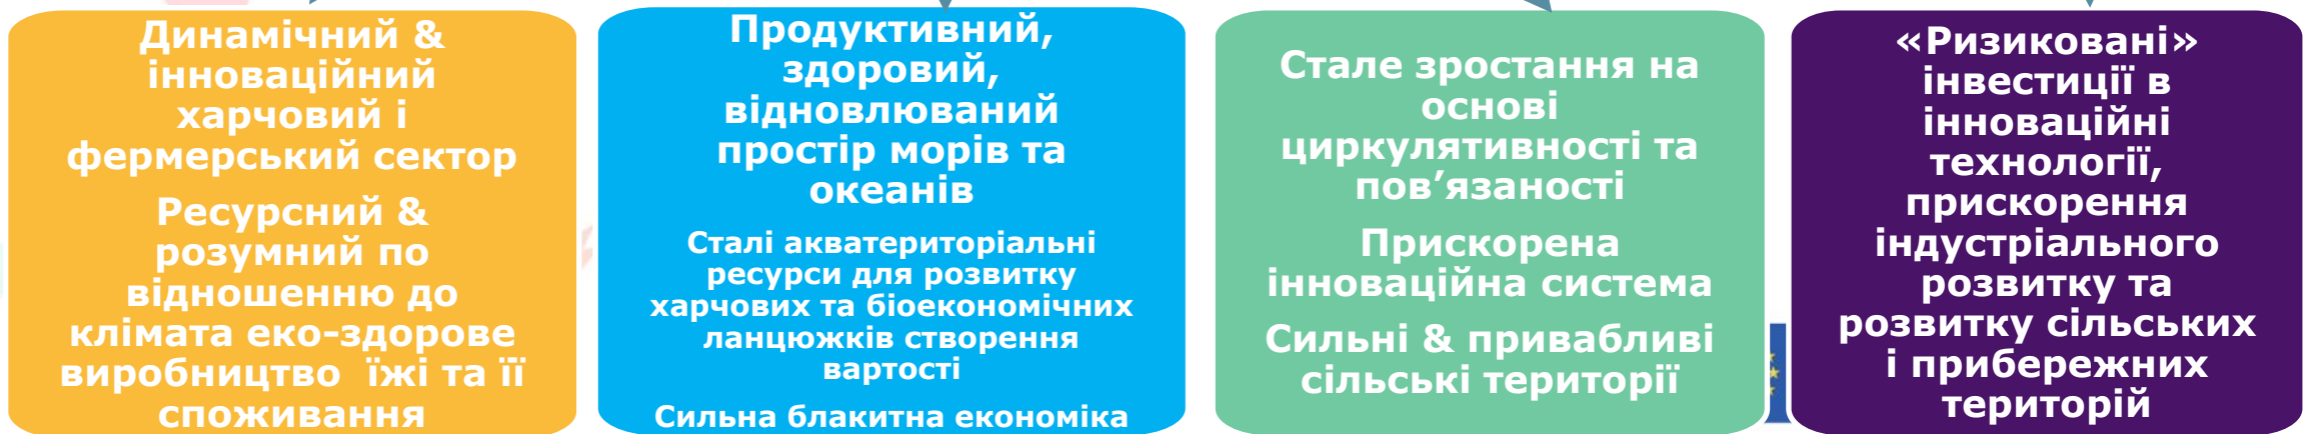 Динамічний &
інноваційний
харчовий і
фермерський сектор
Ресурсний &
розумний по
відношенню до
клімата еко-здорове
виробництво  їжі та її
споживання
Продуктивний,
здоровий,
відновлюваний
простір морів та
океанів
Сталі акватериторіальні
ресурси для розвитку
харчових та біоекономічних
ланцюжків створення
вартості
Сильна блакитна економіка
Стале зростання на
основі
циркулятивності та
пов’язаності
Прискорена
інноваційна система
Сильні & привабливі
сільські території
«Ризиковані»
інвестиції в
інноваційні
технології,
прискорення
індустріального
розвитку та
розвитку сільських
і прибережних
територій